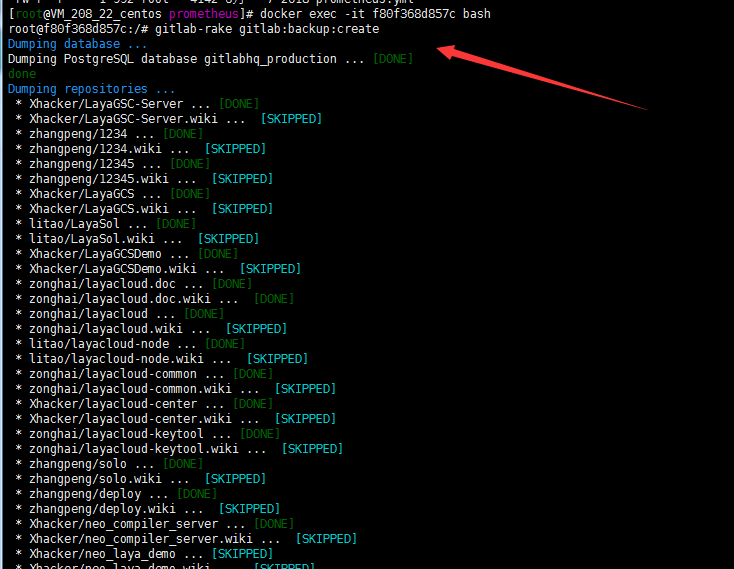 [root@VM_208_22_centos prometheus]# docker exec -it f80f368d857c bash
root@f80f368d857c:/# gitlab-rake gitlab:backup:create
Dumping database ...
Dumping PostgreSQL database gitlabhq_production ... [DONE]
done
Dumping repositories ...
* Xhacker/LayaGSC-Server ... [DONE]
* Xhacker/LayaGSC-Server.wiki ... [SKIPPED]
* zhangpeng/1234 ... [DONE]
* zhangpeng/1234.wiki ... [SKIPPED]
* zhangpeng/12345 ... [DONE]
* zhangpeng/12345.wiki ... [SKIPPED]
* Xhacker/LayaGCS ... [DONE]
* Xhacker/LayaGCS.wiki ... [SKIPPED]
* litao/LayaSol ... [DONE]
* litao/LayaSol.wiki ... [SKIPPED]
* Xhacker/LayaGCSDemo ... [DONE]
* Xhacker/LayaGCSDemo.wiki ... [SKIPPED]
* zonghai/layacloud.doc ... [DONE]
* zonghai/layacloud.doc.wiki ... [DONE]
* zonghai/layacloud ... [DONE]
* zonghai/layacloud.wiki ... [SKIPPED]
* litao/layacloud-node ... [DONE]
* litao/layacloud-node.wiki ... [SKIPPED]
* zonghai/layacloud-common ... [DONE]
* zonghai/layacloud-common.wiki ... [SKIPPED]
* Xhacker/layacloud-center ... [DONE]
* Xhacker/layacloud-center.wiki ... [SKIPPED]
* zonghai/layacloud-keytool ... [DONE]
* zonghai/layacloud-keytool.wiki ... [SKIPPED]
* zhangpeng/solo ... [DONE]
* zhangpeng/solo.wiki ... [SKIPPED]
* zhangpeng/deploy ... [DONE]
* zhangpeng/deploy.wiki ... [SKIPPED]
* Xhacker/neo_compiler_server ... [DONE]
* Xhacker/neo_compiler_server.wiki ... [SKIPPED]
* Xhacker/neo_laya_demo ... [SKIPPED]
* Xhacker/neo_laya_demo.wiki ... [SKIPPED]